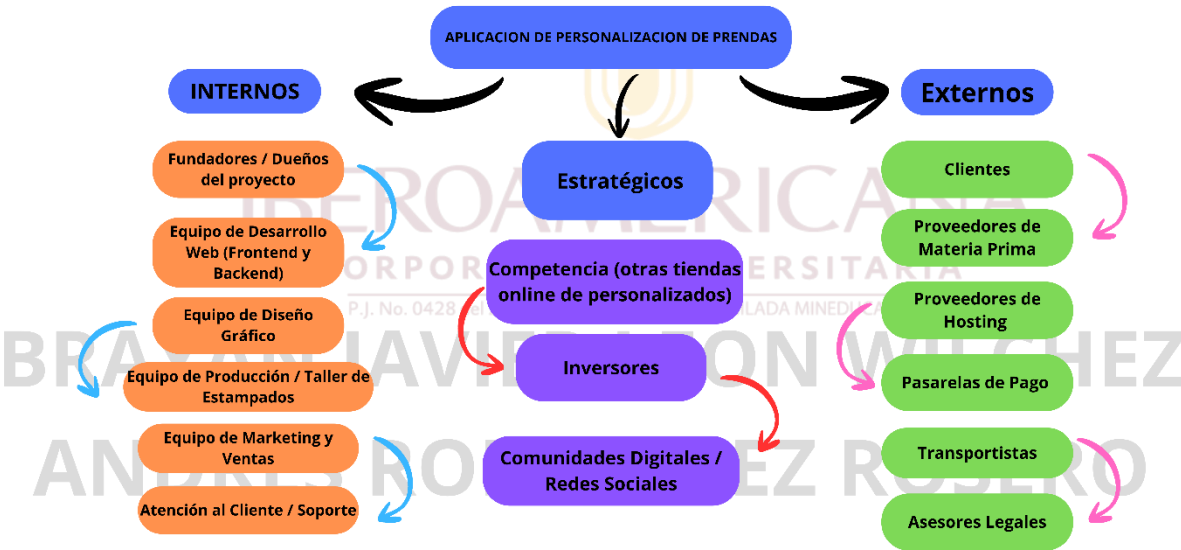 APLICACION DE PERSONALIZACION DE PRENDAS
INTERNOS
Fundadores / Dueños
del proyecto
Equipo de Desarrollo
Web (Frontend y
Backend)
Equipo de Diseño
Gráfico
Equipo de Producción / Taller de
Estampados
Equipo de Marketing y
Ventas
Atención al Cliente / Soporte
Estratégicos
Competencia (otras tiendas
online de personalizados)
Inversores
Comunidades Digitales /
Redes Sociales
Externos
Clientes
Proveedores de
Materia Prima
Proveedores de
Hosting
Pasarelas de Pago
Transportistas
Asesores Legales
IBEROAMERICANA
P.J. No. 0428